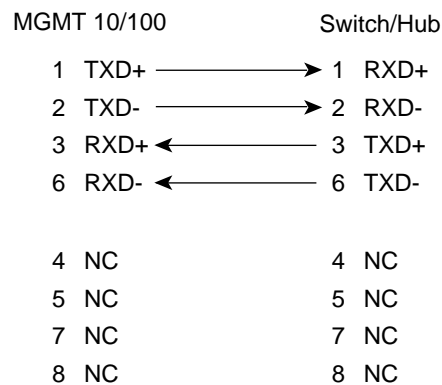 MGMT 10/100 Switch/Hub
1 TXD+ 1 RXD+
2 TXD- 2 RXD-
3 RXD+ 3 TXD+
6 RXD- 6 TXD-
4 NC 4 NC
5 NC 5 NC
7 NC 7 NC
8 NC 8 NC